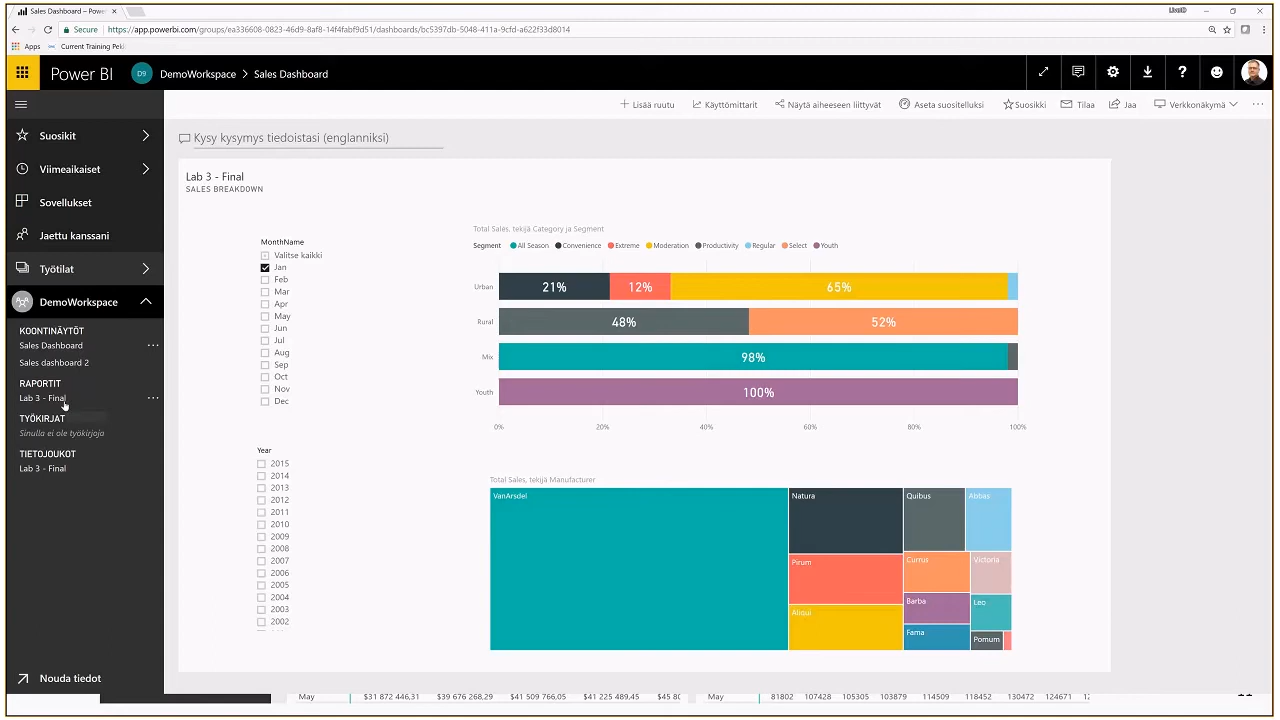 Sales Dashboard – Powe
Secure
https://app.powerbi.com/groups/ea336608-0823-46d9-8af8-14f4fabf9d51/dashboards/bc5397db-5048-411a-9cfd-a622f33d8014
Apps
Current Training Peki
Power BI
D9
DemoWorkspace > Sales Dashboard
Lisää ruutu
Käyttömittarit
Näytä aiheeseen liittyvät
Aseta suositelluksi
Suosikki
Tilaa
Jaa
Verkkonäkymä
Suosikit
Viimeaikaiset
Sovellukset
Jaettu kanssani
Työtilat
DemoWorkspace
KOONTINÄYTÖT
Sales Dashboard
Sales dashboard 2
RAPORTIT
Lab 3 - Final
TYÖKIRJAT
Sinulla ei ole työkirjoja
TIETOJOUKOT
Lab 3 - Final
Nouda tiedot
Kysy kysymys tiedoistasi (englanniksi)
Lab 3 - Final
SALES BREAKDOWN
MonthName
Valitse kaikki
Jan
Feb
Mar
Apr
May
Jun
Jul
Aug
Sep
Oct
Nov
Dec
Year
2015
2014
2013
2012
2011
2010
2009
2008
2007
2006
2005
2004
2003
2002
Total Sales, tekijä Category ja Segment
Segment All Season Convenience Extreme Moderation Productivity Regular Select Youth
Urban 21% 12% 65%
Rural 48% 52%
Mix 98%
Youth 100%
0% 20% 40% 60% 80% 100%
Total Sales, tekijä Manufacturer
VanArsdel
Natura
Quibus
Abbas
Pirum
Currus
Victoria
Aliqui
Barba
Leo
Fama
Pomum
May $31 872 446,31 $39 676 268,29 $41 509 766,05 $41 225 489,45 $45 80
May 81802 107428 105305 103879 114509 118452 130472 124671